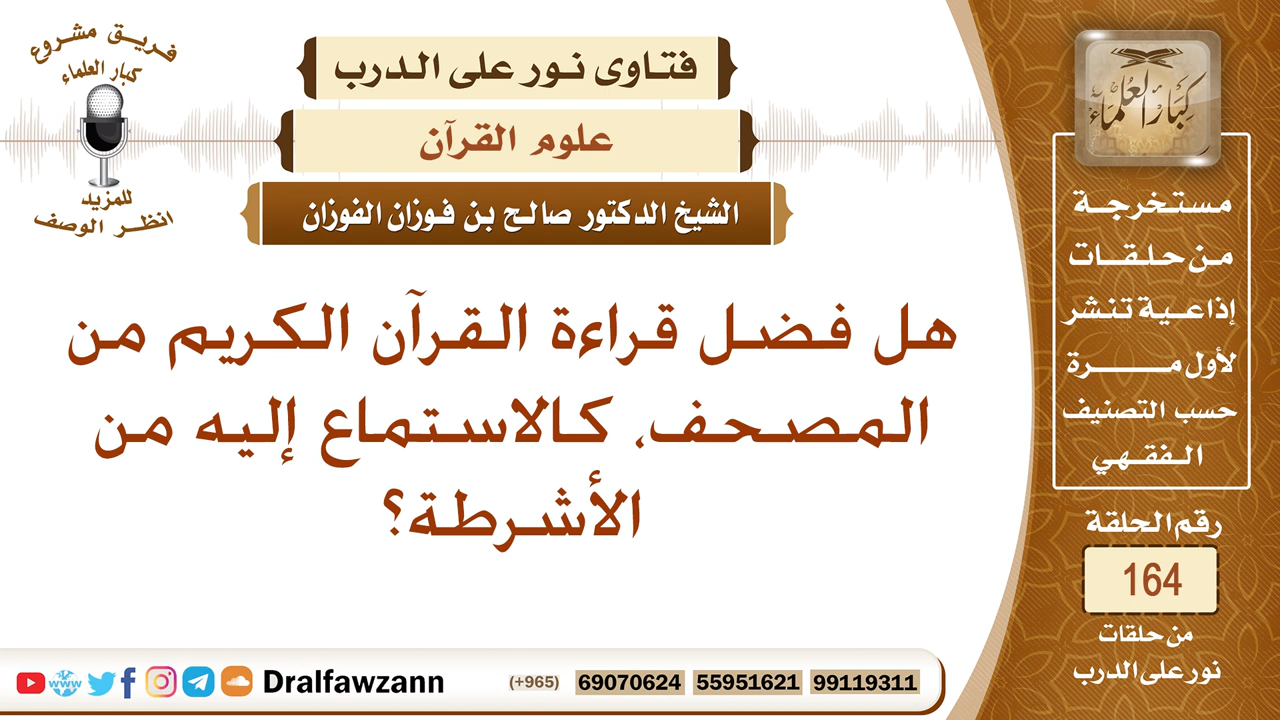 فريق مشروع
كبار العلماء
للمزيد
انظر الوصف
فتاوى نور على الدرب
علوم القرآن
الشيخ الدكتور صالح بن فوزان الفوزان
هل فضل قراءة القرآن الكريم من
المصحف، كالاستماع إليه من
الأشرطة؟
كبار العلماء
مستخرجة
من حلقات
إذاعية تنشر
لأول مرة
حسب التصنيف
الفقهي
رقم الحلقة
164
من حلقات
نور على الدرب
www
Dralfawzann
(+965) 69070624 55951621 99119311